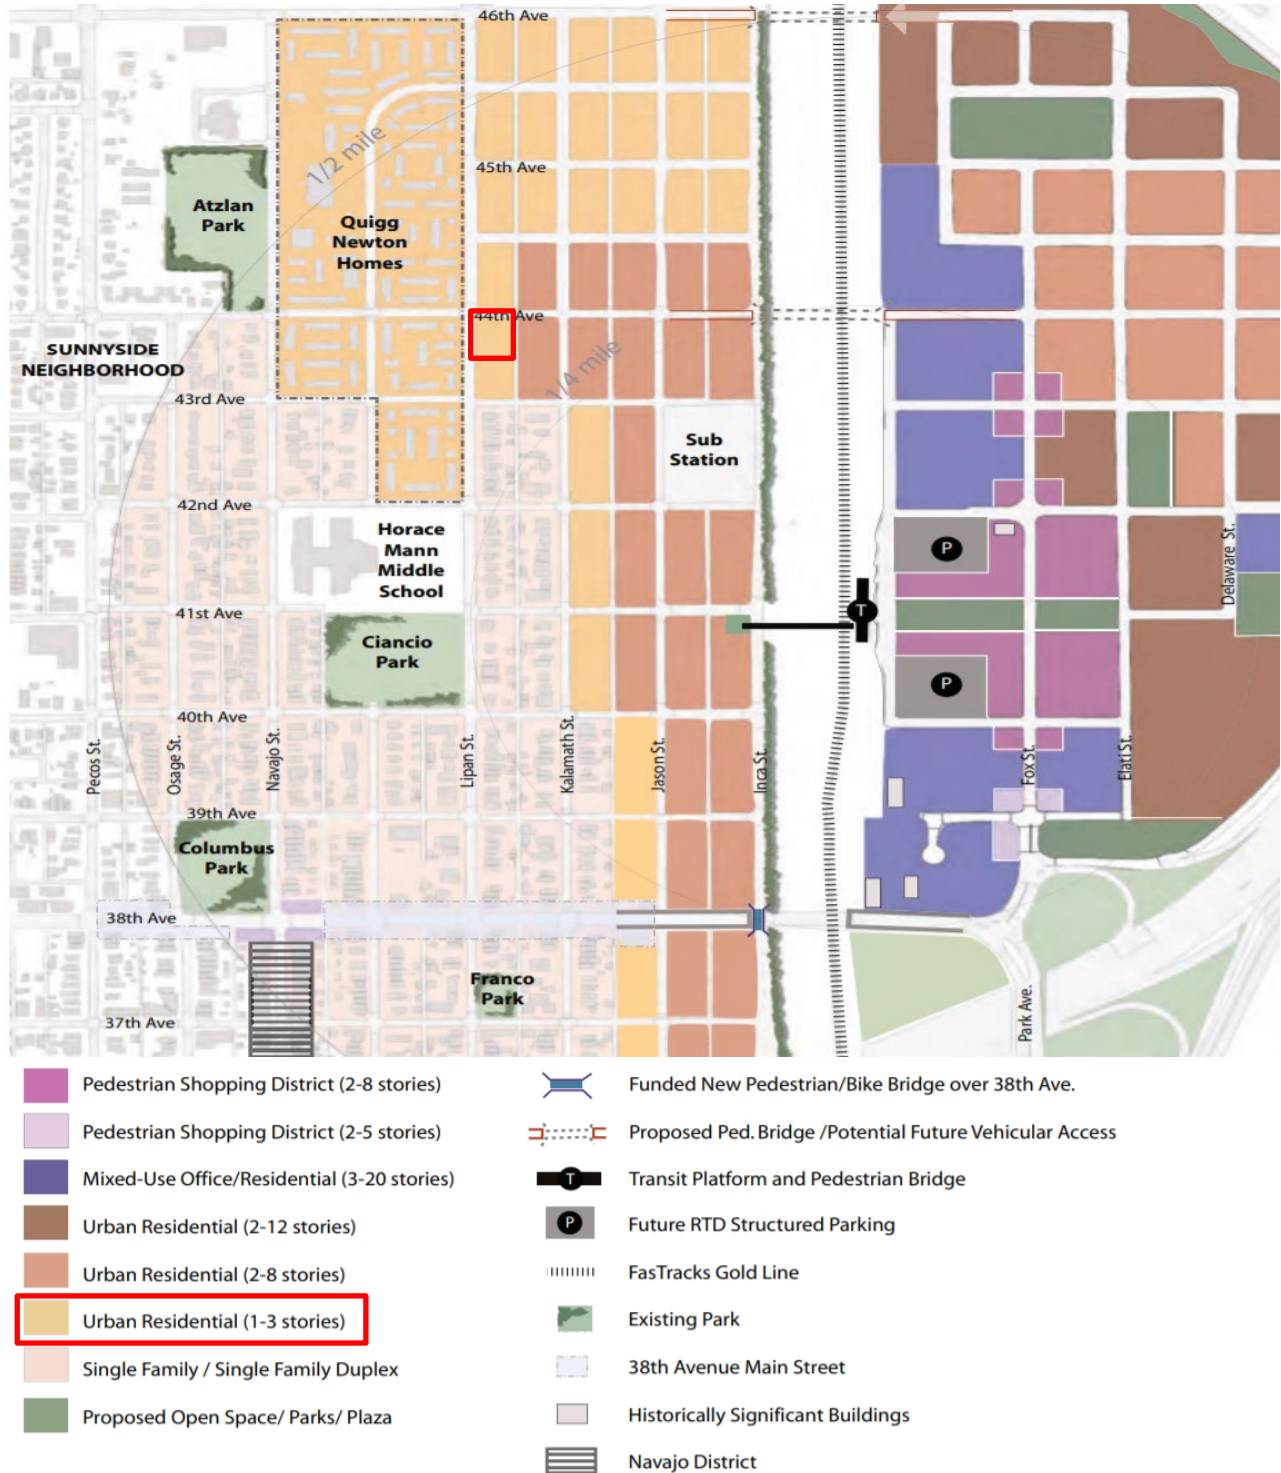 46th Ave
1/2 mile
45th Ave
Atzlan
Park
Quigg
Newton
Homes
44th Ave
SUNNYSIDE
NEIGHBORHOOD
1/4 mile
43rd Ave
Sub
Station
42nd Ave
Horace
Mann
Middle
School
P
Delaware St.
41st Ave
T
Ciancio
Park
P
40th Ave
Pecos St.
Osage St.
Navajo St.
Lipan St.
Kalamath St.
Jason St.
Inca St.
Fox St.
Elati St.
39th Ave
Columbus
Park
38th Ave
Franco
Park
37th Ave
Park Ave.
Pedestrian Shopping District (2-8 stories)
Pedestrian Shopping District (2-5 stories)
Mixed-Use Office/Residential (3-20 stories)
Urban Residential (2-12 stories)
Urban Residential (2-8 stories)
Urban Residential (1-3 stories)
Single Family / Single Family Duplex
Proposed Open Space/ Parks/ Plaza
Funded New Pedestrian/Bike Bridge over 38th Ave.
Proposed Ped. Bridge /Potential Future Vehicular Access
T
Transit Platform and Pedestrian Bridge
P
Future RTD Structured Parking
FasTracks Gold Line
Existing Park
38th Avenue Main Street
Historically Significant Buildings
Navajo District